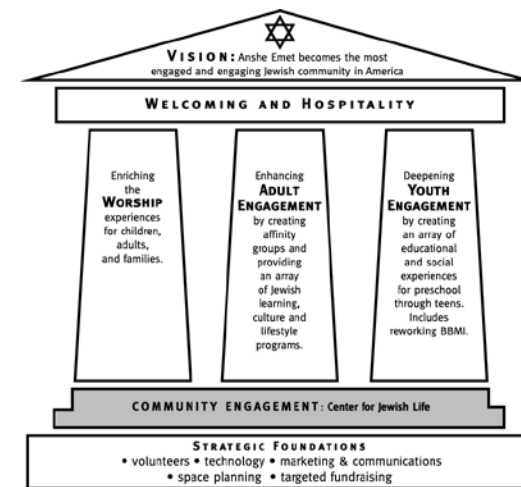 VISION: Anshe Emet becomes the most
engaged and engaging Jewish community in America
WELCOMING AND HOSPITALITY
Enriching
the
WORSHIP
experiences
for children,
adults,
and families.
Enhancing
ADULT
ENGAGEMENT
by creating
affinity
groups and
providing
an array
of Jewish
learning,
culture and
lifestyle
programs.
Deepening
YOUTH
ENGAGEMENT
by creating
an array of
educational
and social
experiences
for preschool
through teens.
Includes
reworking BBMI.
COMMUNITY ENGAGEMENT: Center for Jewish Life
STRATEGIC FOUNDATIONS
• volunteers • technology • marketing & communications
• space planning • targeted fundraising